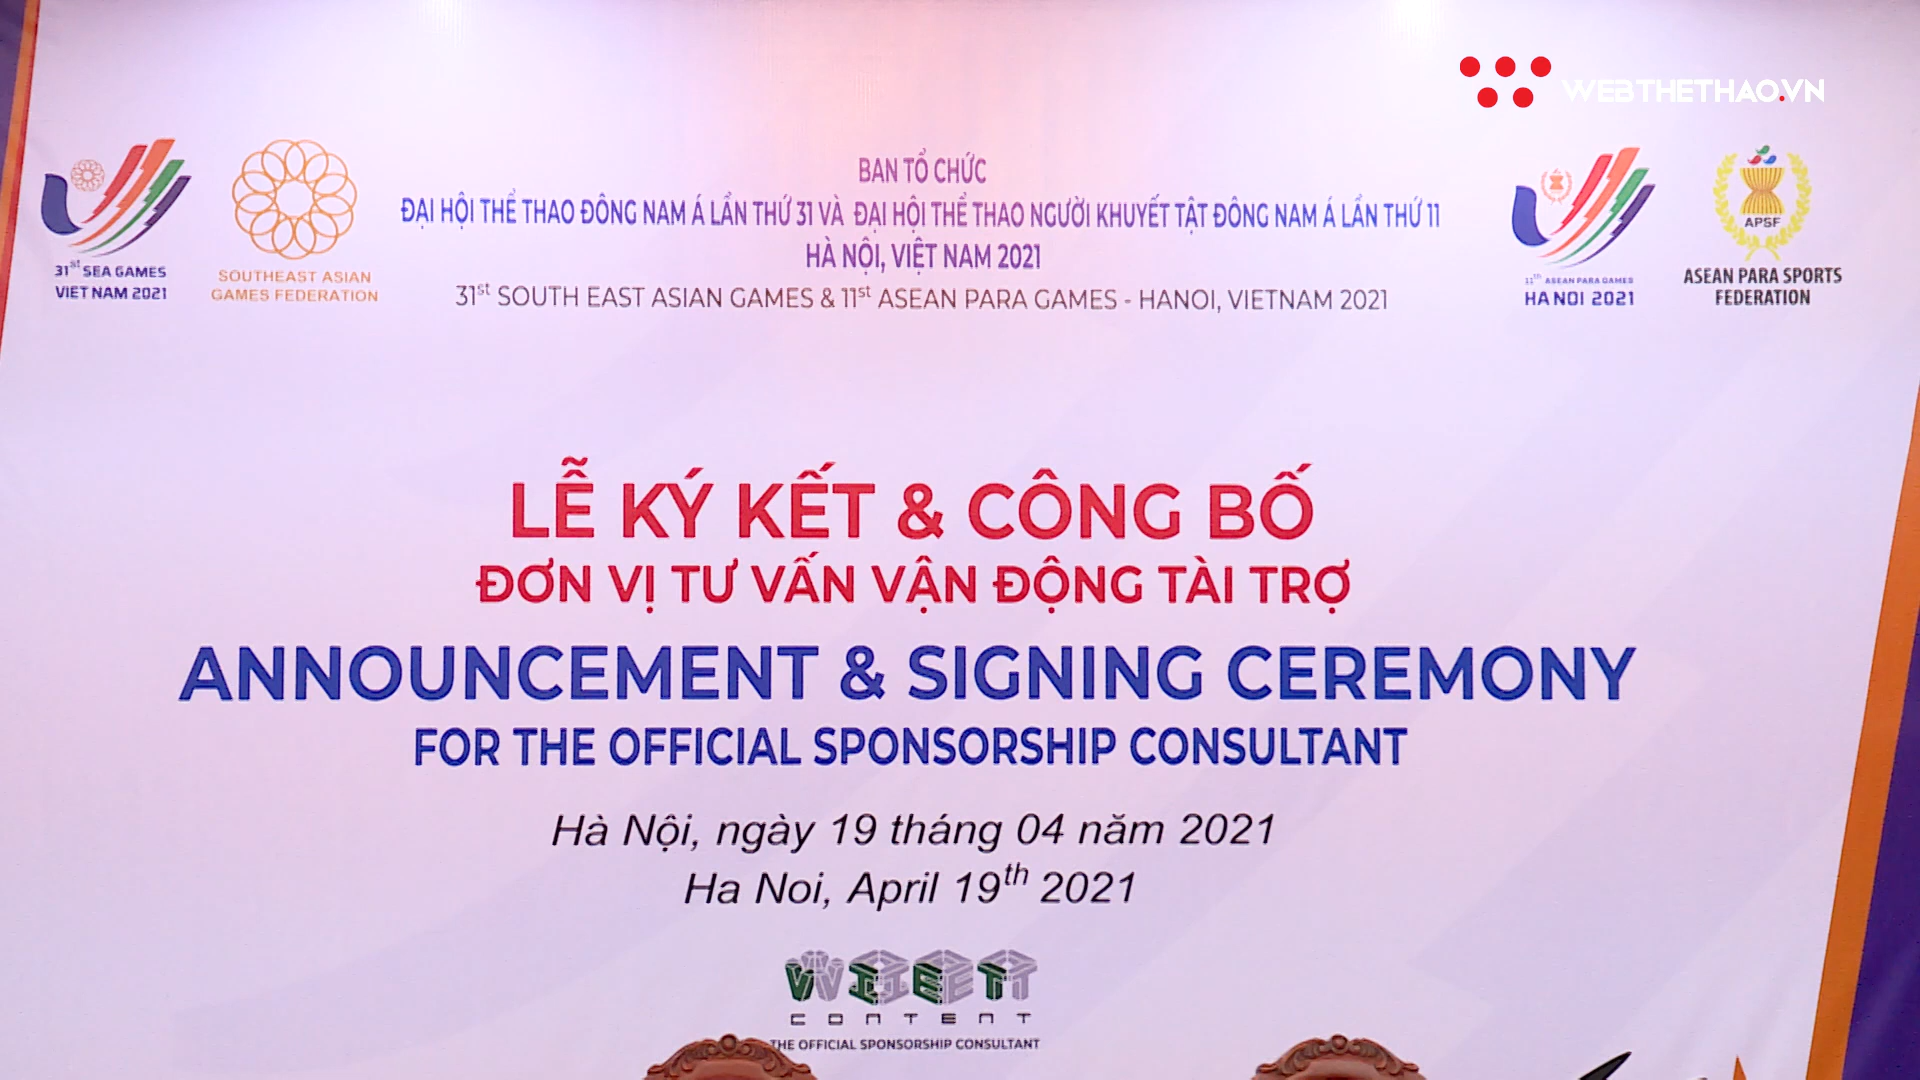 WEBTHETHAO.VN
31st SEA GAMES
VIET NAM 2021
SOUTHEAST ASIAN
GAMES FEDERATION
BAN TỔ CHỨC
ĐẠI HỘI THỂ THAO ĐÔNG NAM Á LẦN THỨ 31 VÀ ĐẠI HỘI THỂ THAO NGƯỜI KHUYẾT TẬT ĐÔNG NAM Á LẦN THỨ 11
HÀ NỘI, VIỆT NAM 2021
31st SOUTH EAST ASIAN GAMES & 11st ASEAN PARA GAMES - HANOI, VIETNAM 2021
11th ASEAN PARA GAMES
HA NOI 2021
APSF
ASEAN PARA SPORTS
FEDERATION
LỄ KÝ KẾT & CÔNG BỐ
ĐƠN VỊ TƯ VẤN VẬN ĐỘNG TÀI TRỢ
ANNOUNCEMENT & SIGNING CEREMONY
FOR THE OFFICIAL SPONSORSHIP CONSULTANT
Hà Nội, ngày 19 tháng 04 năm 2021
Ha Noi, April 19th 2021
VIET
CONTENT
THE OFFICIAL SPONSORSHIP CONSULTANT